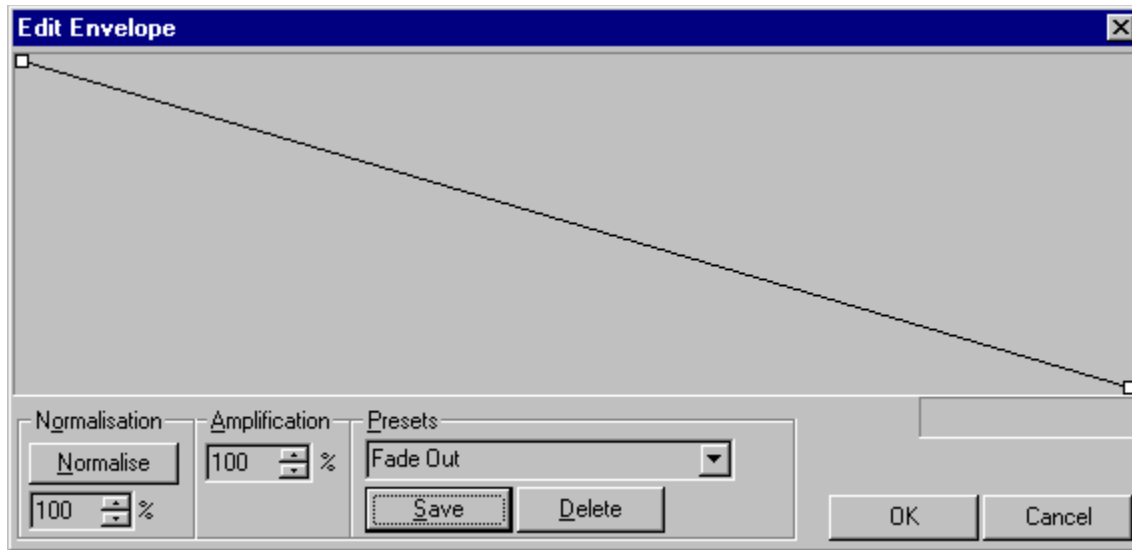 Edit Envelope
Normalisation Amplification Presets
Normalise 100 % Fade Out
100 % Save Delete
OK Cancel